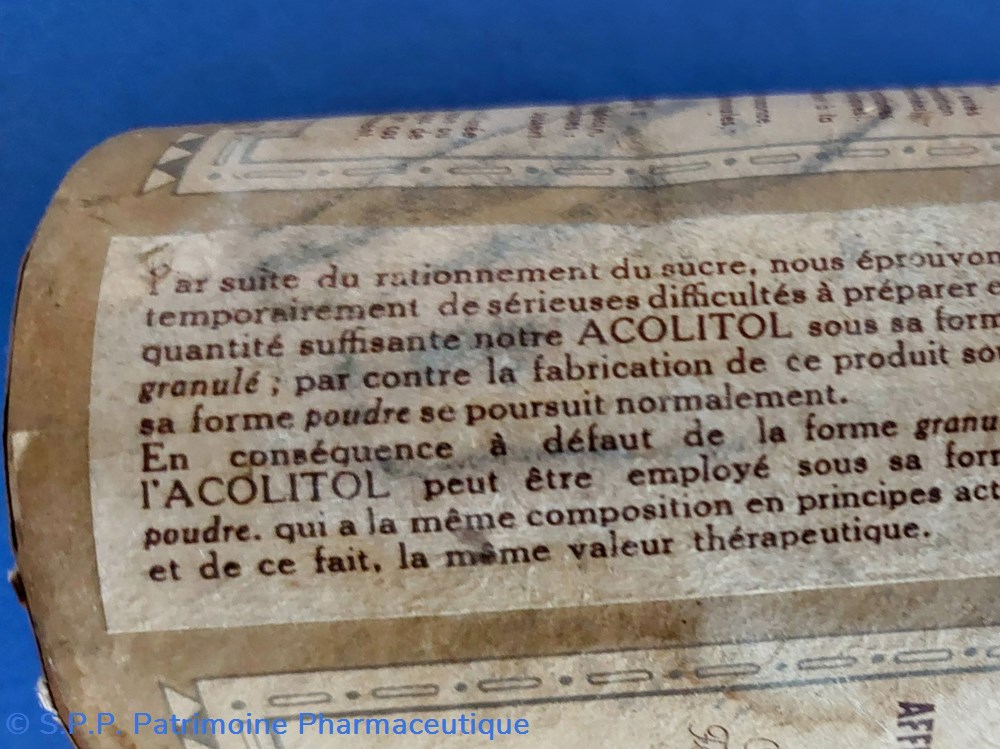 Par suite du rationnement du sucre, nous éprouvon
temporairement de sérieuses difficultés à préparer e
quantité suffisante notre ACOLITOL sous sa form
granulé ; par contre la fabrication de ce produit sou
sa forme poudre se poursuit normalement.
En conséquence à défaut de la forme granu
l'ACOLITOL peut être employé sous sa form
poudre. qui a la même composition en principes act
et de ce fait, la même valeur thérapeutique.
AFF
© S.P.P. Patrimoine Pharmaceutique